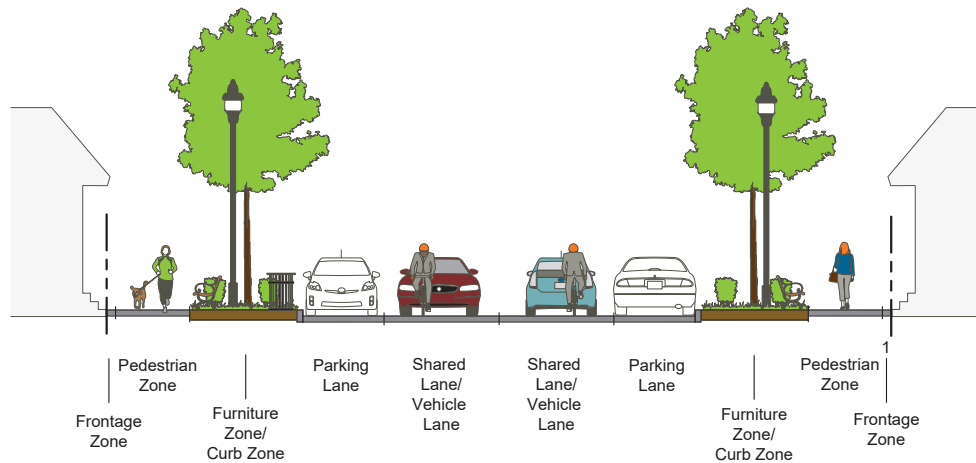 1
Pedestrian
Zone
Parking
Lane
Shared
Lane/
Vehicle
Lane
Shared
Lane/
Vehicle
Lane
Parking
Lane
Pedestrian
Zone
Frontage
Zone
Furniture
Zone/
Curb Zone
Furniture
Zone/
Curb Zone
Frontage
Zone